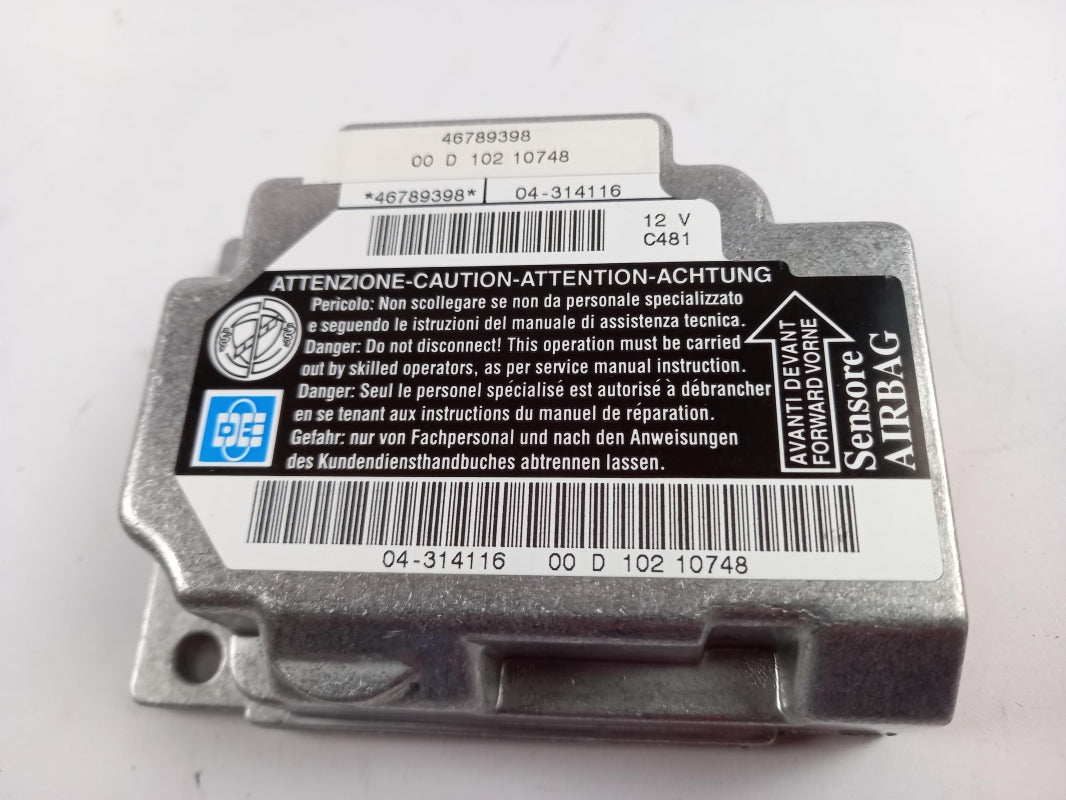 46789398
00 D 102 10748
*46789398* 04-314116
12 V
C481
ATTENZIONE-CAUTION-ATTENTION-ACHTUNG
Pericolo: Non scollegare se non da personale specializzato
e seguendo le istruzioni del manuale di assistenza tecnica.
Danger: Do not disconnect! This operation must be carried
out by skilled operators, as per service manual instruction.
Danger: Seul le personel spécialisé est autorisé à débrancher
en se tenant aux instructions du manuel de réparation.
Gefahr: nur von Fachpersonal und nach den Anweisungen
des Kundendiensthandbuches abtrennen lassen.
AVANTI DEVANT
FORWARD VORNE
Sensore
AIRBAG
04-314116 00 D 102 10748